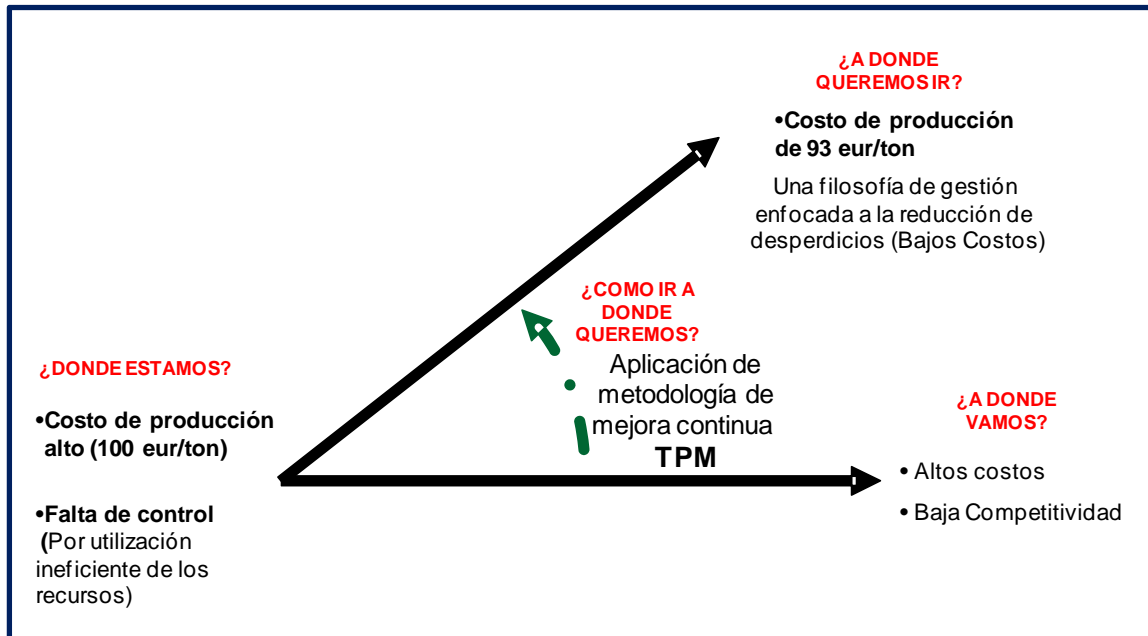 ¿A DONDE
QUEREMOS IR?
•Costo de producción
de 93 eur/ton
Una filosofía de gestión
enfocada a la reducción de
desperdicios (Bajos Costos)
¿COMO IR A
DONDE
QUEREMOS?
Aplicación de
metodología de
mejora continua
TPM
¿DONDE ESTAMOS?
•Costo de producción
alto (100 eur/ton)
•Falta de control
(Por utilización
ineficiente de los
recursos)
¿A DONDE
VAMOS?
• Altos costos
• Baja Competitividad